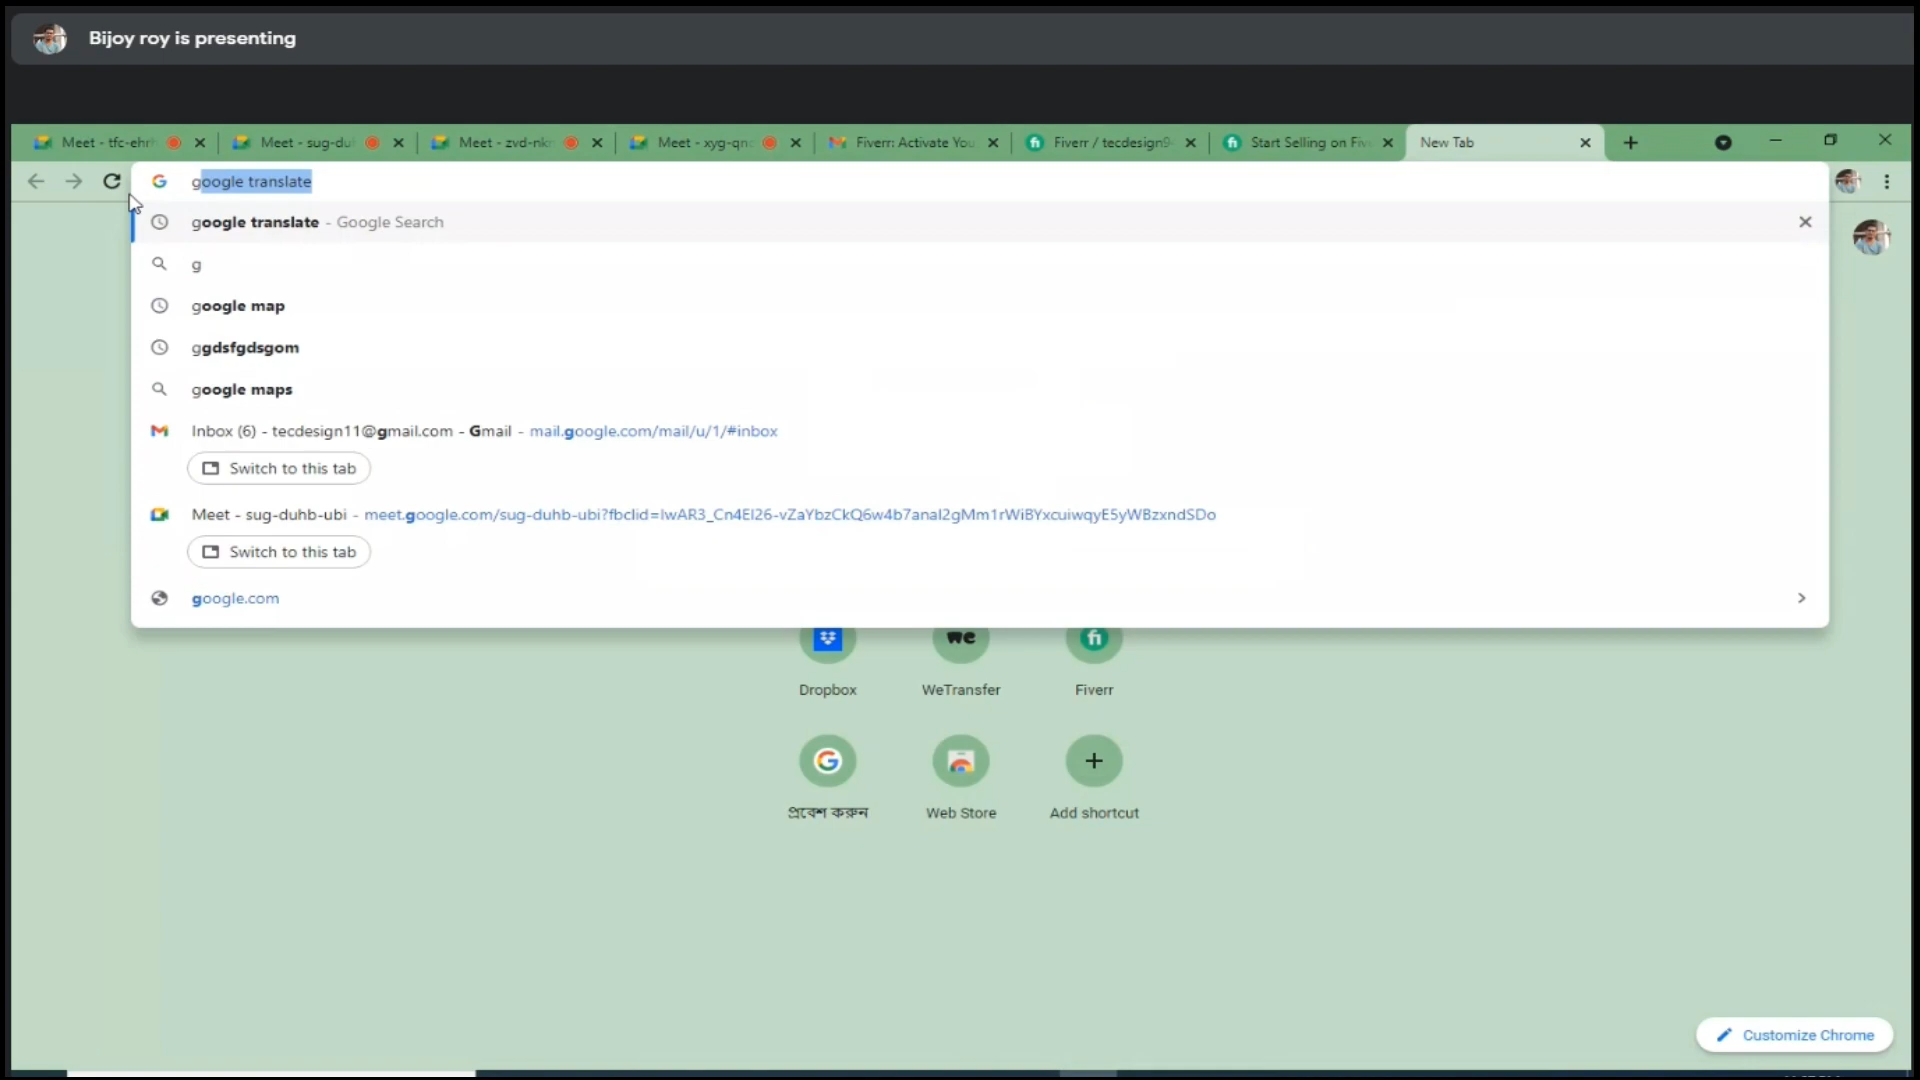 Bijoy roy is presenting
Meet - tfc-ehr
Meet - sug-du
Meet - zvd-nk
Meet - xyg-qn
Fiverr: Activate You
Fiverr / tecdesign9
Start Selling on Fiv
New Tab
google translate
google translate - Google Search
g
google map
ggdsfgdsgom
google maps
Inbox (6) - tecdesign11@gmail.com - Gmail - mail.google.com/mail/u/1/#inbox
Switch to this tab
Meet - sug-duhb-ubi - meet.google.com/sug-duhb-ubi?fbclid=IwAR3_Cn4El26-vZaYbzCkQ6w4b7anal2gMm1rWiBYxcuiwqyE5yWBzxndSDo
Switch to this tab
google.com
we
fi
Dropbox
WeTransfer
Fiverr
প্রবেশ করুন
Web Store
Add shortcut
Customize Chrome